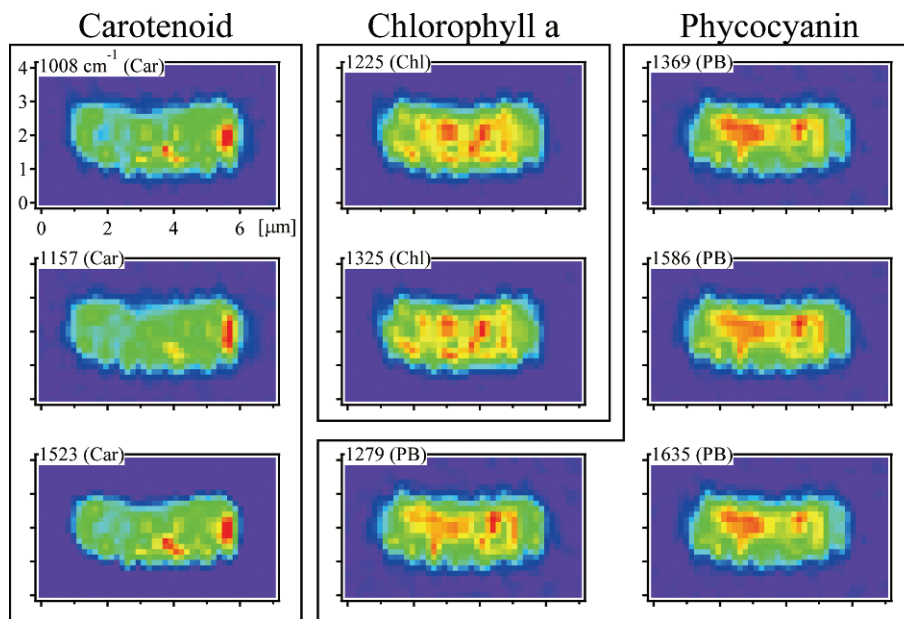 Carotenoid Chlorophyll a Phycocyanin
1008 cm⁻¹ (Car)
4
3
2
1
0
0 2 4 6 [μm]
1225 (Chl)
1369 (PB)
1157 (Car)
1325 (Chl)
1586 (PB)
1523 (Car)
1279 (PB)
1635 (PB)